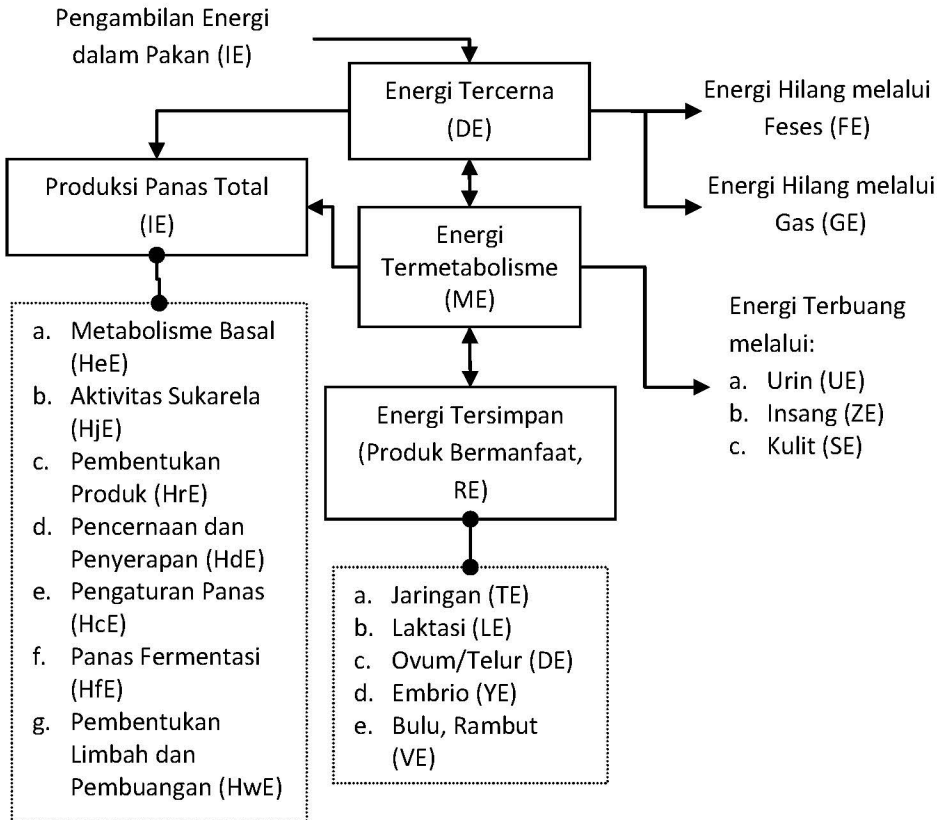 Pengambilan Energi
dalam Pakan (IE)
Energi Tercerna
(DE)
Energi Hilang melalui
Feses (FE)
Energi Hilang melalui
Gas (GE)
Produksi Panas Total
(IE)
Energi
Termetabolisme
(ME)
Energi Terbuang
melalui:
a. Urin (UE)
b. Insang (ZE)
c. Kulit (SE)
Energi Tersimpan
(Produk Bermanfaat,
RE)
a. Metabolisme Basal
(HeE)
b. Aktivitas Sukarela
(HjE)
c. Pembentukan
Produk (HrE)
d. Pencernaan dan
Penyerapan (HdE)
e. Pengaturan Panas
(HcE)
f. Panas Fermentasi
(HfE)
g. Pembentukan
Limbah dan
Pembuangan (HwE)
a. Jaringan (TE)
b. Laktasi (LE)
c. Ovum/Telur (DE)
d. Embrio (YE)
e. Bulu, Rambut
(VE)